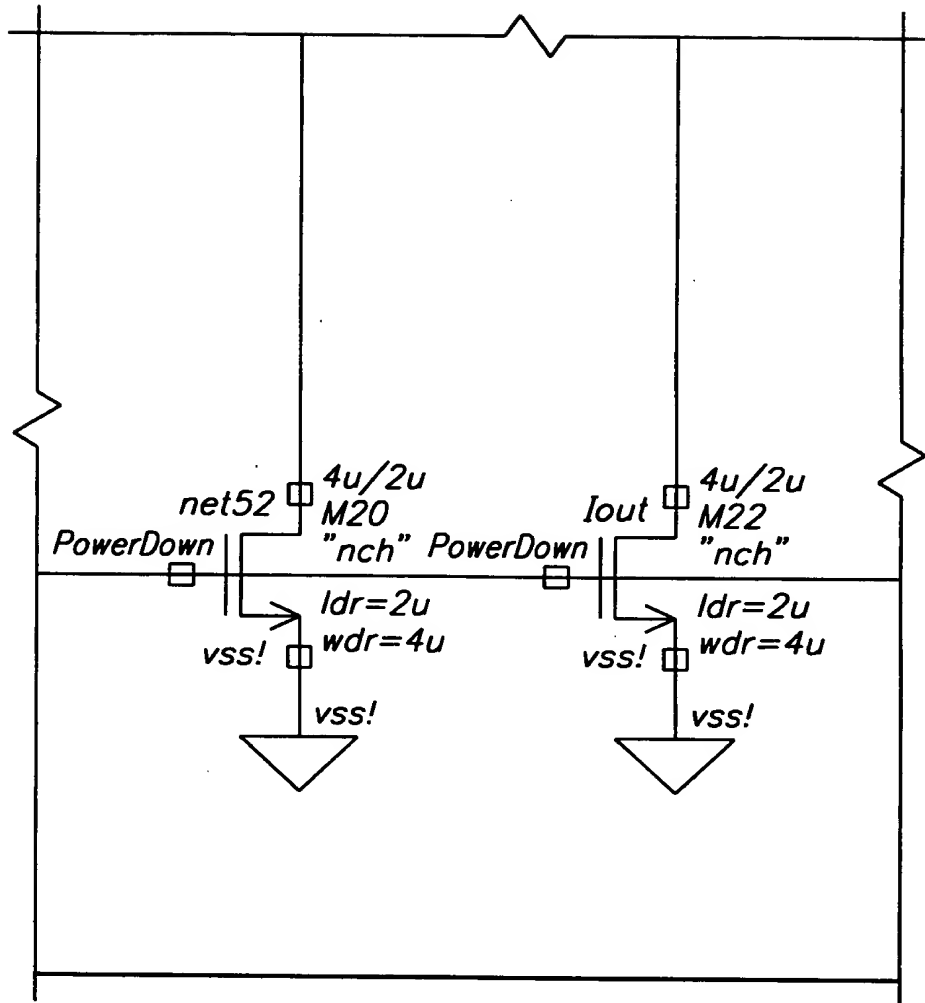 net52
4u/2u
M20
"nch"
PowerDown
ldr=2u
wdr=4u
vss!
vss!
Iout
4u/2u
M22
"nch"
PowerDown
ldr=2u
wdr=4u
vss!
vss!